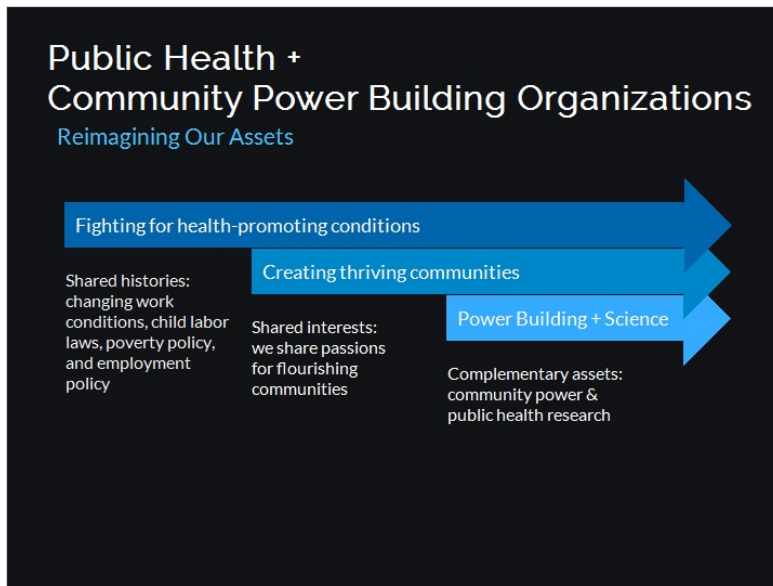 Public Health +
Community Power Building Organizations
Reimagining Our Assets
Fighting for health-promoting conditions
Shared histories:
changing work
conditions, child labor
laws, poverty policy,
and employment
policy
Creating thriving communities
Shared interests:
we share passions
for flourishing
communities
Power Building + Science
Complementary assets:
community power &
public health research